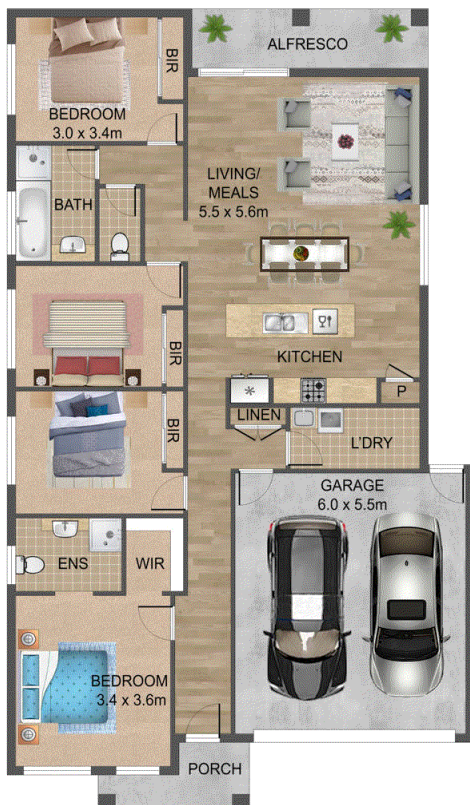 ALFRESCO
BIR
BEDROOM
3.0 x 3.4m
BATH
LIVING/
MEALS
5.5 x 5.6m
BIR
KITCHEN
P
LINEN
BIR
L'DRY
GARAGE
6.0 x 5.5m
ENS
WIR
BEDROOM
3.4 x 3.6m
PORCH